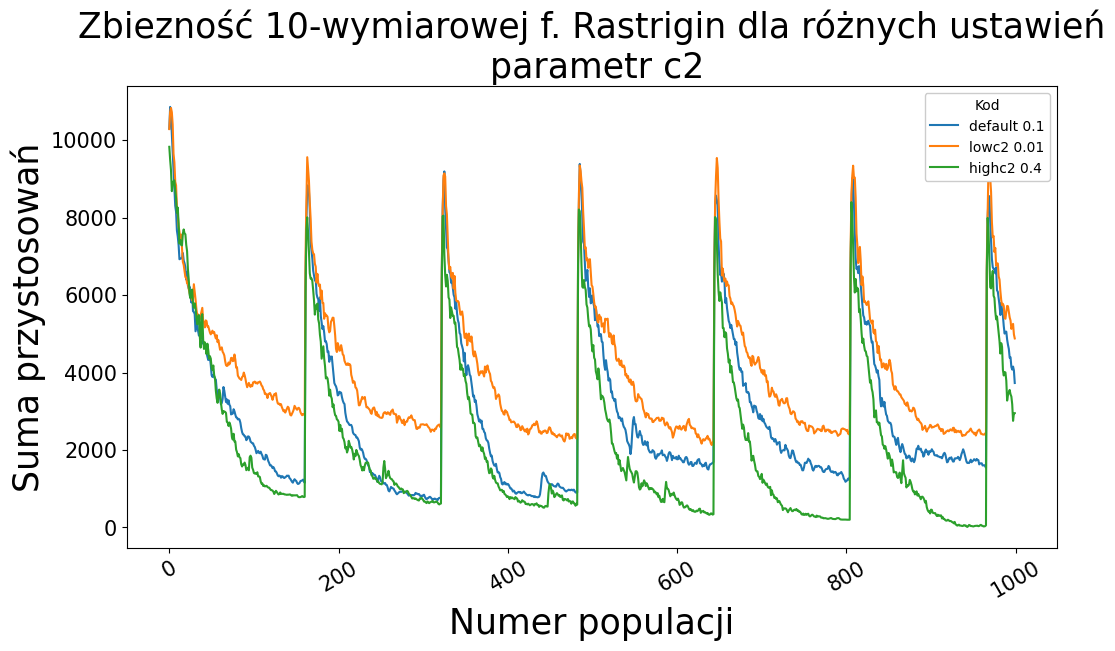 Zbiezność 10-wymiarowej f. Rastrigin dla różnych ustawień
parametr c2
Suma przystosowań
10000
8000
6000
4000
2000
0
Kod
default 0.1
lowc2 0.01
highc2 0.4
0
200
400
600
800
1000
Numer populacji